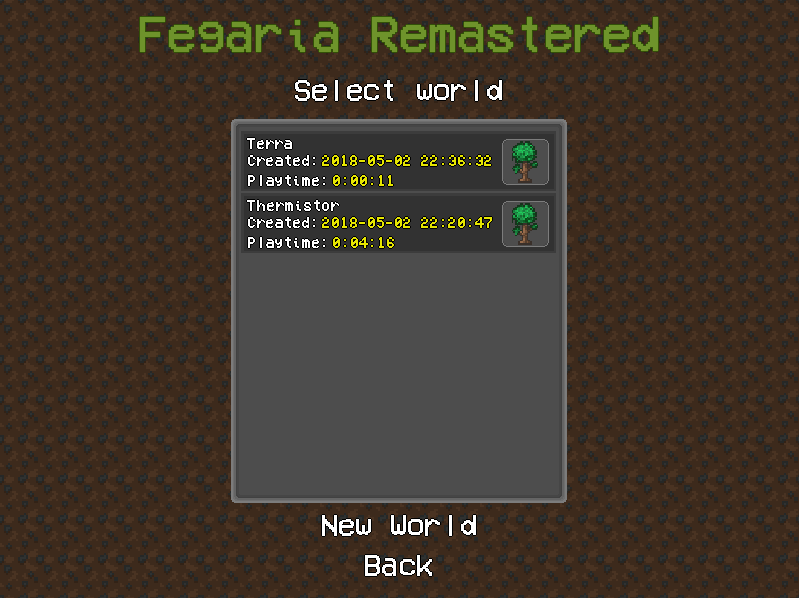 Fegaria Remastered
Select world
Terra
Created: 2018-05-02 22:36:32
Playtime: 0:00:11
Thermistor
Created: 2018-05-02 22:20:47
Playtime: 0:04:16
New World
Back